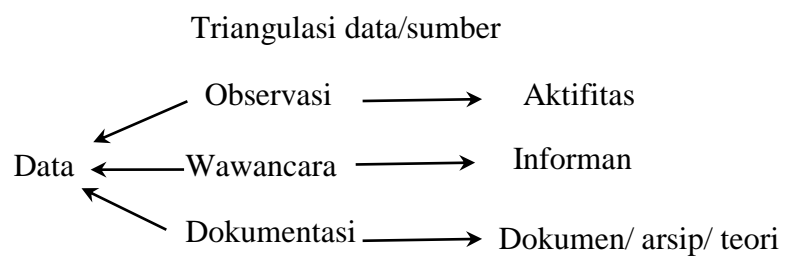 Triangulasi data/sumber
Observasi Aktifitas
Data Wawancara Informan
Dokumentasi Dokumen/ arsip/ teori